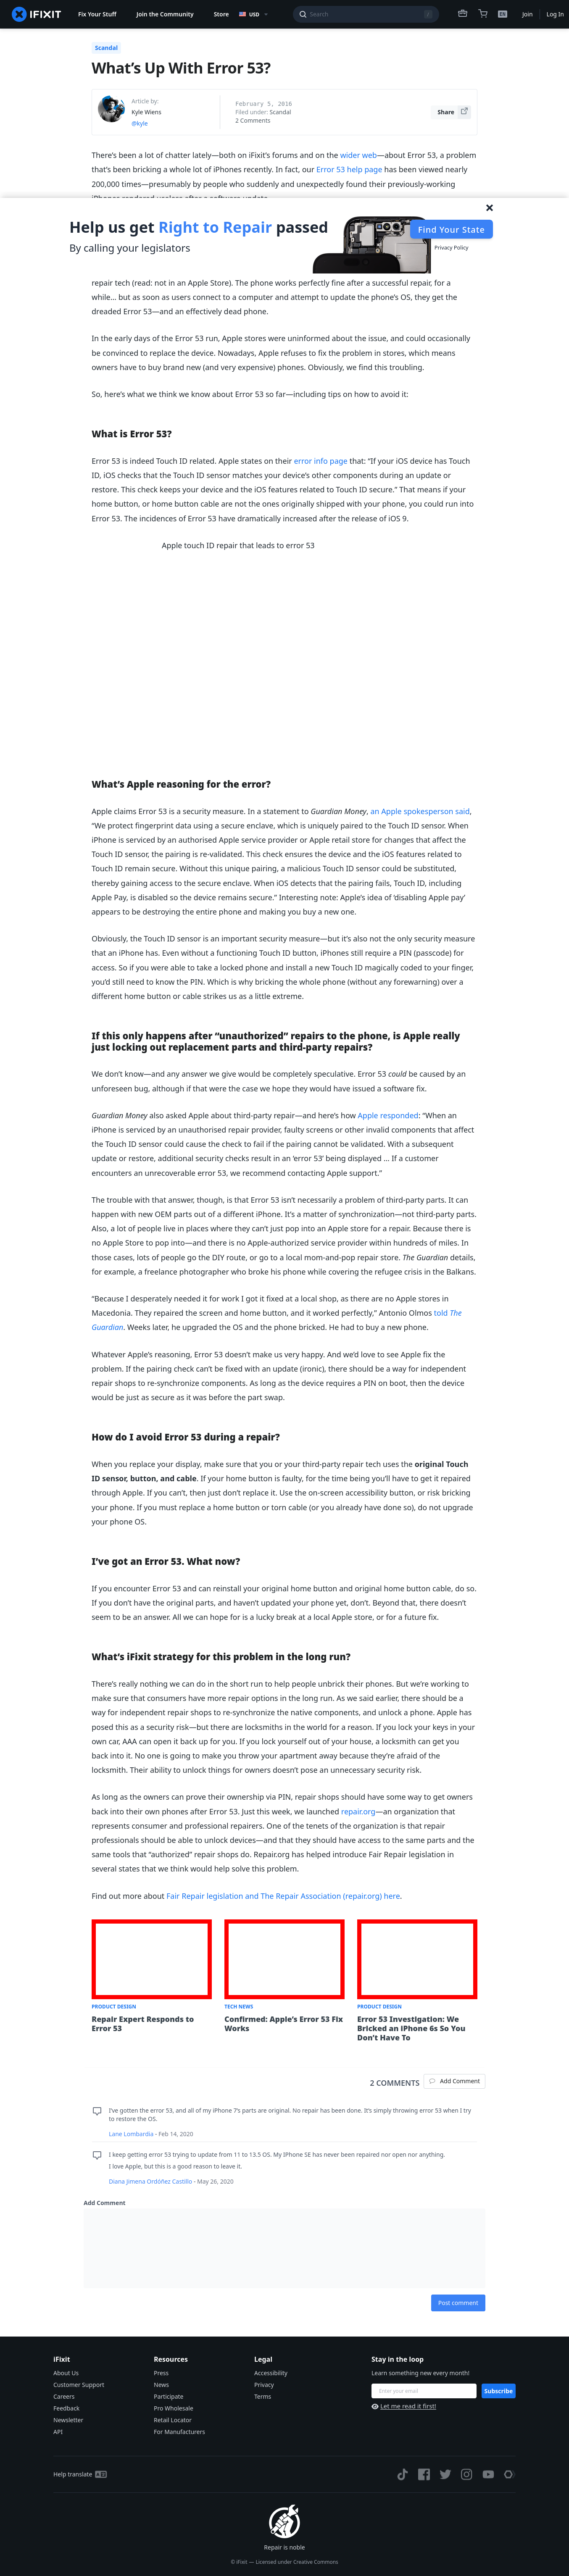 IFIXIT
Fix Your Stuff
Join the Community
Store
USD
Search
/
EN
Join
Log In
Scandal
What's Up With Error 53?
Article by:
Kyle Wiens
@kyle
February 5, 2016
Filed under: Scandal
2 Comments
Share
There's been a lot of chatter lately—both on iFixit's forums and on the wider web—about Error 53, a problem
that's been bricking a whole lot of iPhones recently. In fact, our Error 53 help page has been viewed nearly
200,000 times—presumably by people who suddenly and unexpectedly found their previously-working
Help us get Right to Repair passed
By calling your legislators
Find Your State
Privacy Policy
repair tech (read: not in an Apple Store). The phone works perfectly fine after a successful repair, for a
while… but as soon as users connect to a computer and attempt to update the phone's OS, they get the
dreaded Error 53—and an effectively dead phone.
In the early days of the Error 53 run, Apple stores were uninformed about the issue, and could occasionally
be convinced to replace the device. Nowadays, Apple refuses to fix the problem in stores, which means
owners have to buy brand new (and very expensive) phones. Obviously, we find this troubling.
So, here's what we think we know about Error 53 so far—including tips on how to avoid it:
What is Error 53?
Error 53 is indeed Touch ID related. Apple states on their error info page that: "If your iOS device has Touch
ID, iOS checks that the Touch ID sensor matches your device's other components during an update or
restore. This check keeps your device and the iOS features related to Touch ID secure." That means if your
home button, or home button cable are not the ones originally shipped with your phone, you could run into
Error 53. The incidences of Error 53 have dramatically increased after the release of iOS 9.
Apple touch ID repair that leads to error 53
What's Apple reasoning for the error?
Apple claims Error 53 is a security measure. In a statement to Guardian Money, an Apple spokesperson said,
"We protect fingerprint data using a secure enclave, which is uniquely paired to the Touch ID sensor. When
iPhone is serviced by an authorised Apple service provider or Apple retail store for changes that affect the
Touch ID sensor, the pairing is re-validated. This check ensures the device and the iOS features related to
Touch ID remain secure. Without this unique pairing, a malicious Touch ID sensor could be substituted,
thereby gaining access to the secure enclave. When iOS detects that the pairing fails, Touch ID, including
Apple Pay, is disabled so the device remains secure." Interesting note: Apple's idea of 'disabling Apple pay'
appears to be destroying the entire phone and making you buy a new one.
Obviously, the Touch ID sensor is an important security measure—but it's also not the only security measure
that an iPhone has. Even without a functioning Touch ID button, iPhones still require a PIN (passcode) for
access. So if you were able to take a locked phone and install a new Touch ID magically coded to your finger,
you'd still need to know the PIN. Which is why bricking the whole phone (without any forewarning) over a
different home button or cable strikes us as a little extreme.
If this only happens after "unauthorized" repairs to the phone, is Apple really
just locking out replacement parts and third-party repairs?
We don't know—and any answer we give would be completely speculative. Error 53 could be caused by an
unforeseen bug, although if that were the case we hope they would have issued a software fix.
Guardian Money also asked Apple about third-party repair—and here's how Apple responded: "When an
iPhone is serviced by an unauthorised repair provider, faulty screens or other invalid components that affect
the Touch ID sensor could cause the check to fail if the pairing cannot be validated. With a subsequent
update or restore, additional security checks result in an 'error 53' being displayed … If a customer
encounters an unrecoverable error 53, we recommend contacting Apple support."
The trouble with that answer, though, is that Error 53 isn't necessarily a problem of third-party parts. It can
happen with new OEM parts out of a different iPhone. It's a matter of synchronization—not third-party parts.
Also, a lot of people live in places where they can't just pop into an Apple store for a repair. Because there is
no Apple Store to pop into—and there is no Apple-authorized service provider within hundreds of miles. In
those cases, lots of people go the DIY route, or go to a local mom-and-pop repair store. The Guardian details,
for example, a freelance photographer who broke his phone while covering the refugee crisis in the Balkans.
"Because I desperately needed it for work I got it fixed at a local shop, as there are no Apple stores in
Macedonia. They repaired the screen and home button, and it worked perfectly," Antonio Olmos told The
Guardian. Weeks later, he upgraded the OS and the phone bricked. He had to buy a new phone.
Whatever Apple's reasoning, Error 53 doesn't make us very happy. And we'd love to see Apple fix the
problem. If the pairing check can't be fixed with an update (ironic), there should be a way for independent
repair shops to re-synchronize components. As long as the device requires a PIN on boot, then the device
would be just as secure as it was before the part swap.
How do I avoid Error 53 during a repair?
When you replace your display, make sure that you or your third-party repair tech uses the original Touch
ID sensor, button, and cable. If your home button is faulty, for the time being you'll have to get it repaired
through Apple. If you can't, then just don't replace it. Use the on-screen accessibility button, or risk bricking
your phone. If you must replace a home button or torn cable (or you already have done so), do not upgrade
your phone OS.
I've got an Error 53. What now?
If you encounter Error 53 and can reinstall your original home button and original home button cable, do so.
If you don't have the original parts, and haven't updated your phone yet, don't. Beyond that, there doesn't
seem to be an answer. All we can hope for is a lucky break at a local Apple store, or for a future fix.
What's iFixit strategy for this problem in the long run?
There's really nothing we can do in the short run to help people unbrick their phones. But we're working to
make sure that consumers have more repair options in the long run. As we said earlier, there should be a
way for independent repair shops to re-synchronize the native components, and unlock a phone. Apple has
posed this as a security risk—but there are locksmiths in the world for a reason. If you lock your keys in your
own car, AAA can open it back up for you. If you lock yourself out of your house, a locksmith can get you
back into it. No one is going to make you throw your apartment away because they're afraid of the
locksmith. Their ability to unlock things for owners doesn't pose an unnecessary security risk.
As long as the owners can prove their ownership via PIN, repair shops should have some way to get owners
back into their own phones after Error 53. Just this week, we launched repair.org—an organization that
represents consumer and professional repairers. One of the tenets of the organization is that repair
professionals should be able to unlock devices—and that they should have access to the same parts and the
same tools that "authorized" repair shops do. Repair.org has helped introduce Fair Repair legislation in
several states that we think would help solve this problem.
Find out more about Fair Repair legislation and The Repair Association (repair.org) here.
PRODUCT DESIGN
Repair Expert Responds to
Error 53
TECH NEWS
Confirmed: Apple's Error 53 Fix
Works
PRODUCT DESIGN
Error 53 Investigation: We
Bricked an iPhone 6s So You
Don't Have To
2 COMMENTS
Add Comment
I've gotten the error 53, and all of my iPhone 7's parts are original. No repair has been done. It's simply throwing error 53 when I try
to restore the OS.
Lane Lombardia - Feb 14, 2020
I keep getting error 53 trying to update from 11 to 13.5 OS. My IPhone SE has never been repaired nor open nor anything.
I love Apple, but this is a good reason to leave it.
Diana Jimena Ordóñez Castillo - May 26, 2020
Add Comment
Post comment
iFixit
About Us
Customer Support
Careers
Feedback
Newsletter
API
Resources
Press
News
Participate
Pro Wholesale
Retail Locator
For Manufacturers
Legal
Accessibility
Privacy
Terms
Stay in the loop
Learn something new every month!
Enter your email
Subscribe
Let me read it first!
Help translate
Repair is noble
© iFixit — Licensed under Creative Commons